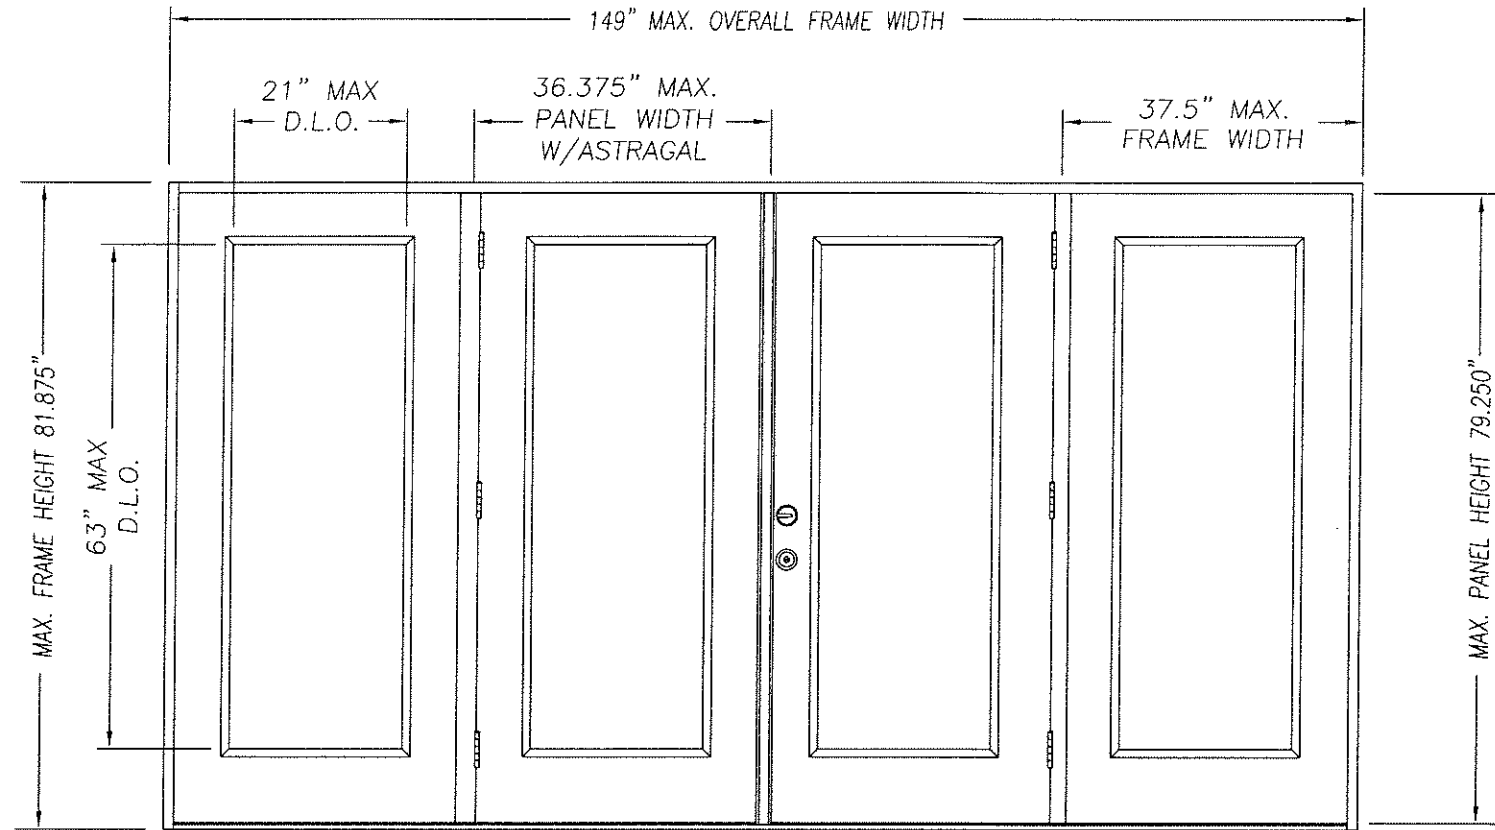 149" MAX. OVERALL FRAME WIDTH
21" MAX
D.L.O.
36.375" MAX.
PANEL WIDTH
W/ASTRAGAL
37.5" MAX.
FRAME WIDTH
MAX. FRAME HEIGHT 81.875"
63" MAX
D.L.O.
MAX. PANEL HEIGHT 79.250"